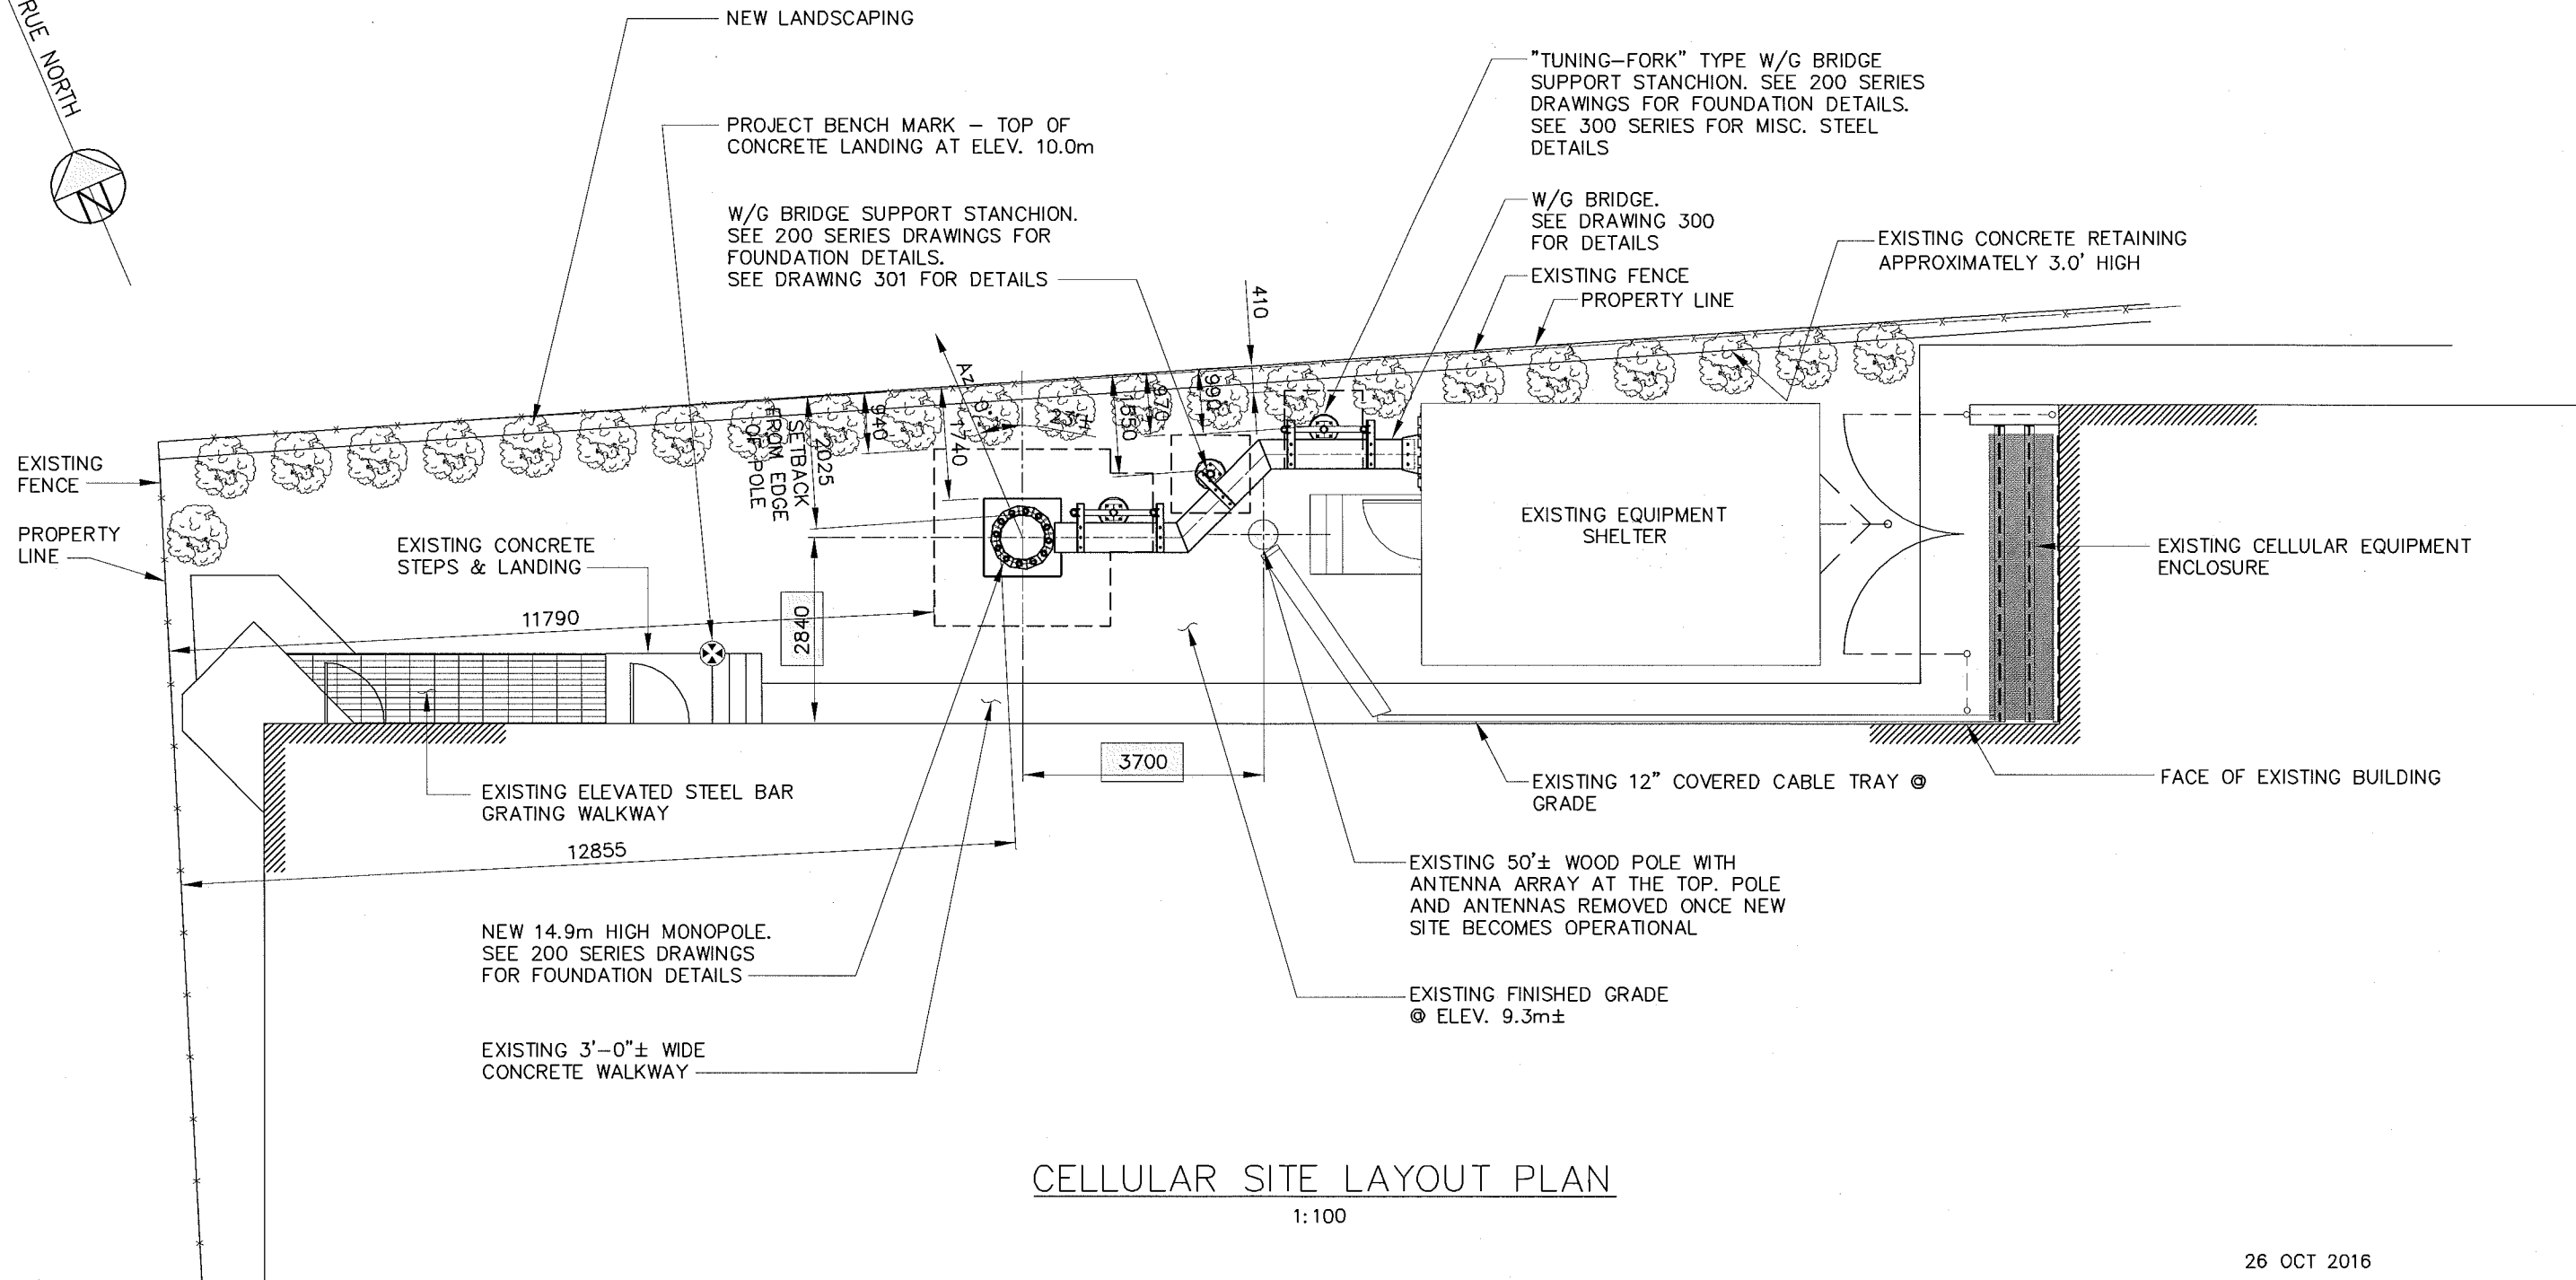 RUE NORTH
N
NEW LANDSCAPING
PROJECT BENCH MARK – TOP OF
CONCRETE LANDING AT ELEV. 10.0m
W/G BRIDGE SUPPORT STANCHION.
SEE 200 SERIES DRAWINGS FOR
FOUNDATION DETAILS.
SEE DRAWING 301 FOR DETAILS
"TUNING–FORK" TYPE W/G BRIDGE
SUPPORT STANCHION. SEE 200 SERIES
DRAWINGS FOR FOUNDATION DETAILS.
SEE 300 SERIES FOR MISC. STEEL
DETAILS
W/G BRIDGE.
SEE DRAWING 300
FOR DETAILS
EXISTING FENCE
PROPERTY LINE
EXISTING CONCRETE RETAINING
APPROXIMATELY 3.0' HIGH
410
990
970
1550
Az.
1740
940
2025
SETBACK
FROM EDGE
OF POLE
EXISTING
FENCE
PROPERTY
LINE
EXISTING CONCRETE
STEPS & LANDING
11790
2840
EXISTING EQUIPMENT
SHELTER
EXISTING CELLULAR EQUIPMENT
ENCLOSURE
3700
EXISTING ELEVATED STEEL BAR
GRATING WALKWAY
12855
EXISTING 12" COVERED CABLE TRAY @
GRADE
FACE OF EXISTING BUILDING
EXISTING 50'± WOOD POLE WITH
ANTENNA ARRAY AT THE TOP. POLE
AND ANTENNAS REMOVED ONCE NEW
SITE BECOMES OPERATIONAL
NEW 14.9m HIGH MONOPOLE.
SEE 200 SERIES DRAWINGS
FOR FOUNDATION DETAILS
EXISTING FINISHED GRADE
@ ELEV. 9.3m±
EXISTING 3'–0"± WIDE
CONCRETE WALKWAY
CELLULAR SITE LAYOUT PLAN
1:100
26 OCT 2016